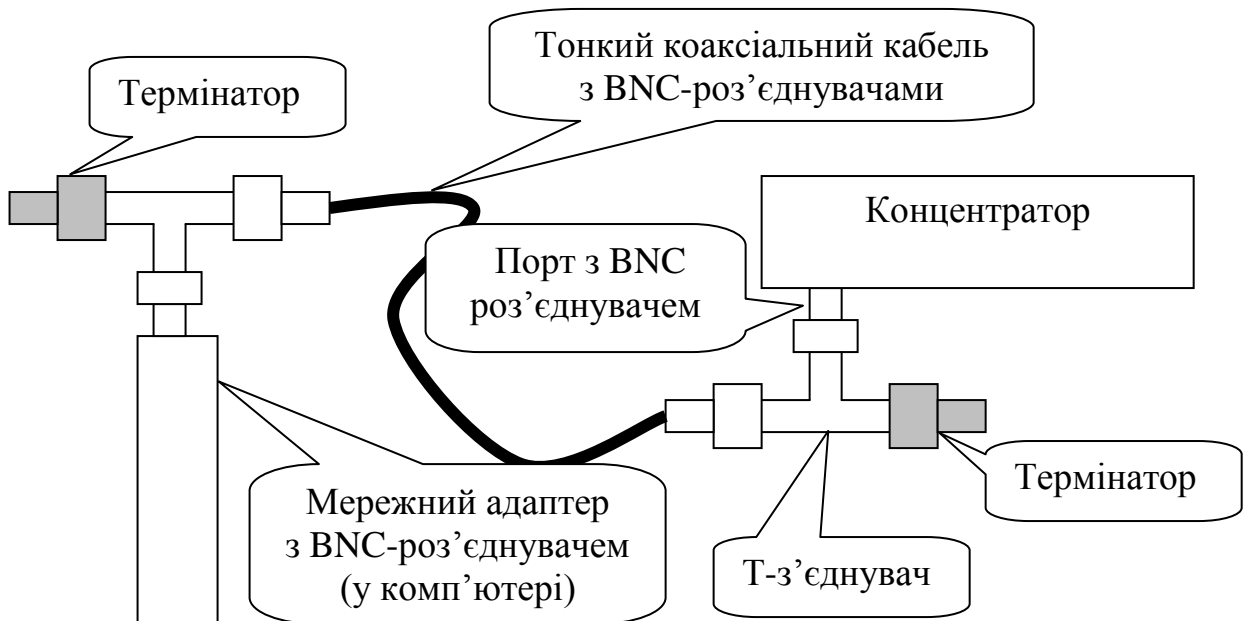 Тонкий коаксіальний кабель
з BNC-роз’єднувачами
Термінатор
Концентратор
Порт з BNC
роз’єднувачем
Термінатор
Мережний адаптер
з BNC-роз’єднувачем
(у комп’ютері)
Т-з’єднувач